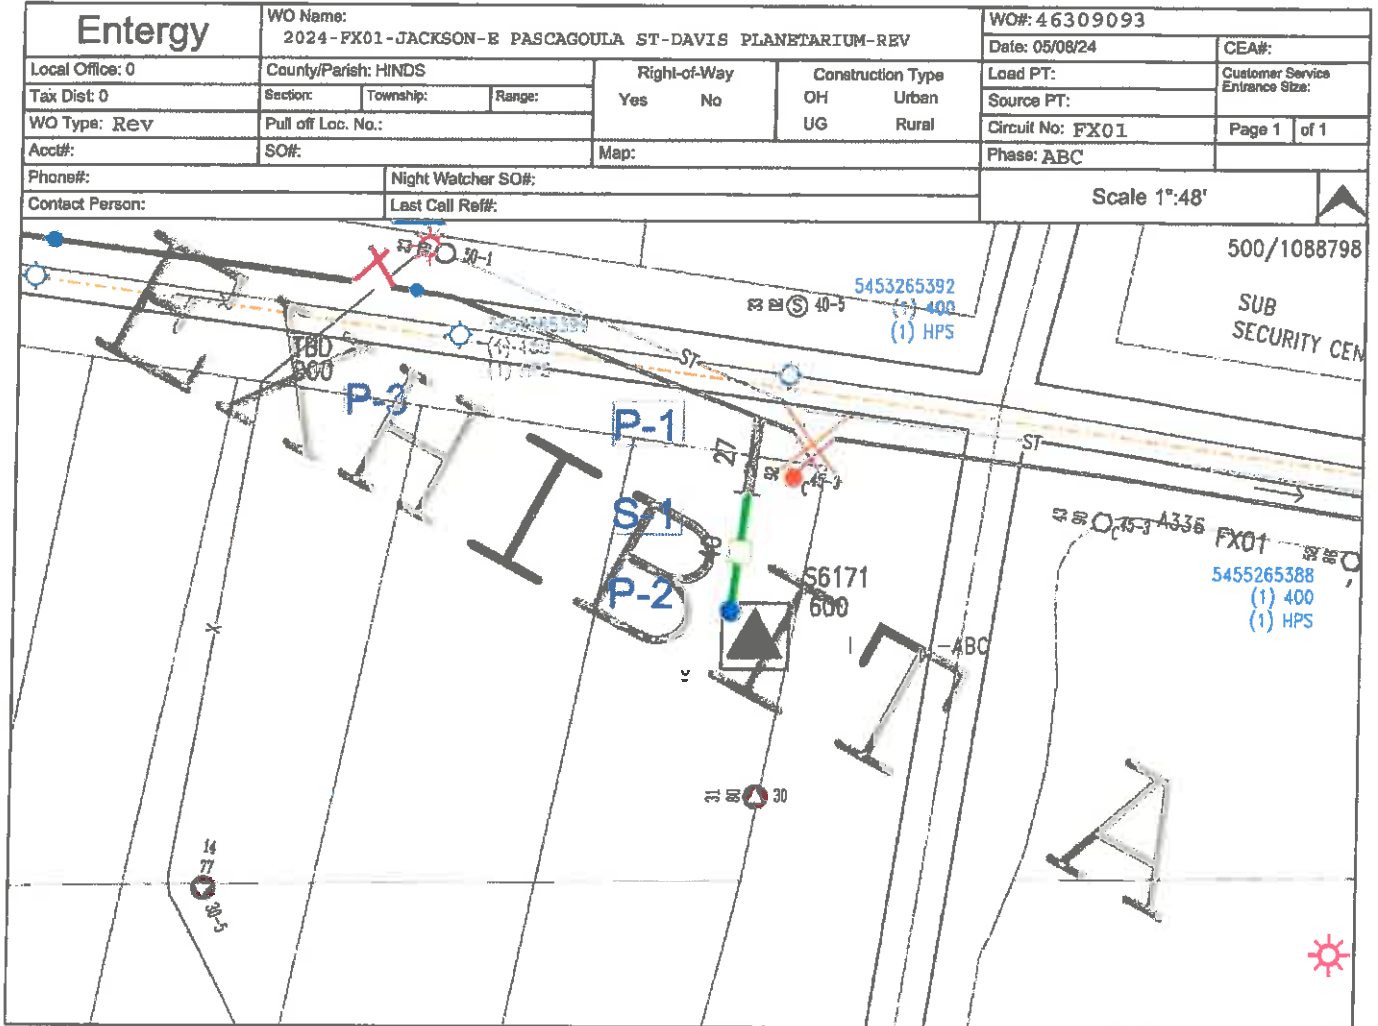 Entergy
WO Name:
2024-FX01-JACKSON-E PASCAGOULA ST-DAVIS PLANETARIUM-REV
WO#: 46309093
Date: 05/08/24
CEA#:
Local Office: 0
County/Parish: HINDS
Right-of-Way
Yes No
Construction Type
OH Urban
UG Rural
Load PT:
Customer Service
Entrance Size:
Tax Dist: 0
Section:
Township:
Range:
Source PT:
WO Type: Rev
Pull off Loc. No.:
Circuit No: FX01
Page 1 of 1
Acct#:
SO#:
Map:
Phase: ABC
Phone#:
Night Watcher SO#:
Scale 1":48'
Contact Person:
Last Call Ref#:
500/1088798
30-1
5453265392
(1) 400
(1) HPS
S 40-5
SUB
SECURITY CEN
TBD
600
ST
P-3
P-1
27
ST
92
C 45-3
EXHIBIT A
S-1
P-2
S6171
600
45-3
A336
FX01
5455265388
(1) 400
(1) HPS
-ABC
X
31
80
30
14
77
30-5